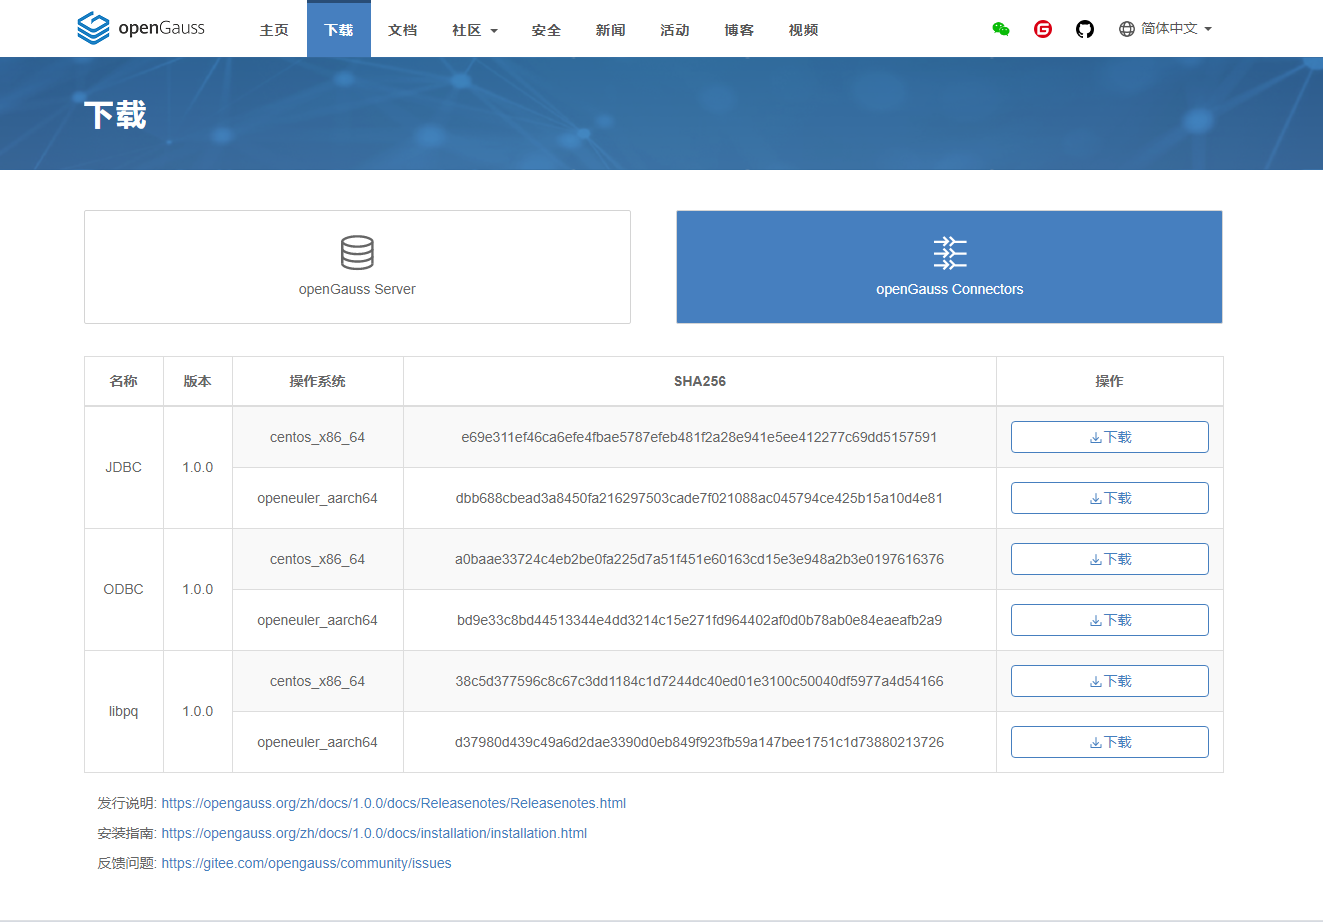 openGauss 主页 下载 文档 社区 安全 新闻 活动 博客 视频 简体中文
下载
openGauss Server openGauss Connectors
名称 版本 操作系统 SHA256 操作
JDBC 1.0.0 centos_x86_64 e69e311ef46ca6efe4fbae5787efeb481f2a28e941e5ee412277c69dd5157591 下载
openeuler_aarch64 dbb688cbead3a8450fa216297503cade7f021088ac045794ce425b15a10d4e81 下载
ODBC 1.0.0 centos_x86_64 a0baae33724c4eb2be0fa225d7a51f451e60163cd15e3e948a2b3e0197616376 下载
openeuler_aarch64 bd9e33c8bd44513344e4dd3214c15e271fd964402af0d0b78ab0e84eaeafb2a9 下载
libpq 1.0.0 centos_x86_64 38c5d377596c8c67c3dd1184c1d7244dc40ed01e3100c50040df5977a4d54166 下载
openeuler_aarch64 d37980d439c49a6d2dae3390d0eb849f923fb59a147bee1751c1d73880213726 下载
发行说明: https://opengauss.org/zh/docs/1.0.0/docs/Releasenotes/Releasenotes.html
安装指南: https://opengauss.org/zh/docs/1.0.0/docs/installation/installation.html
反馈问题: https://gitee.com/opengauss/community/issues